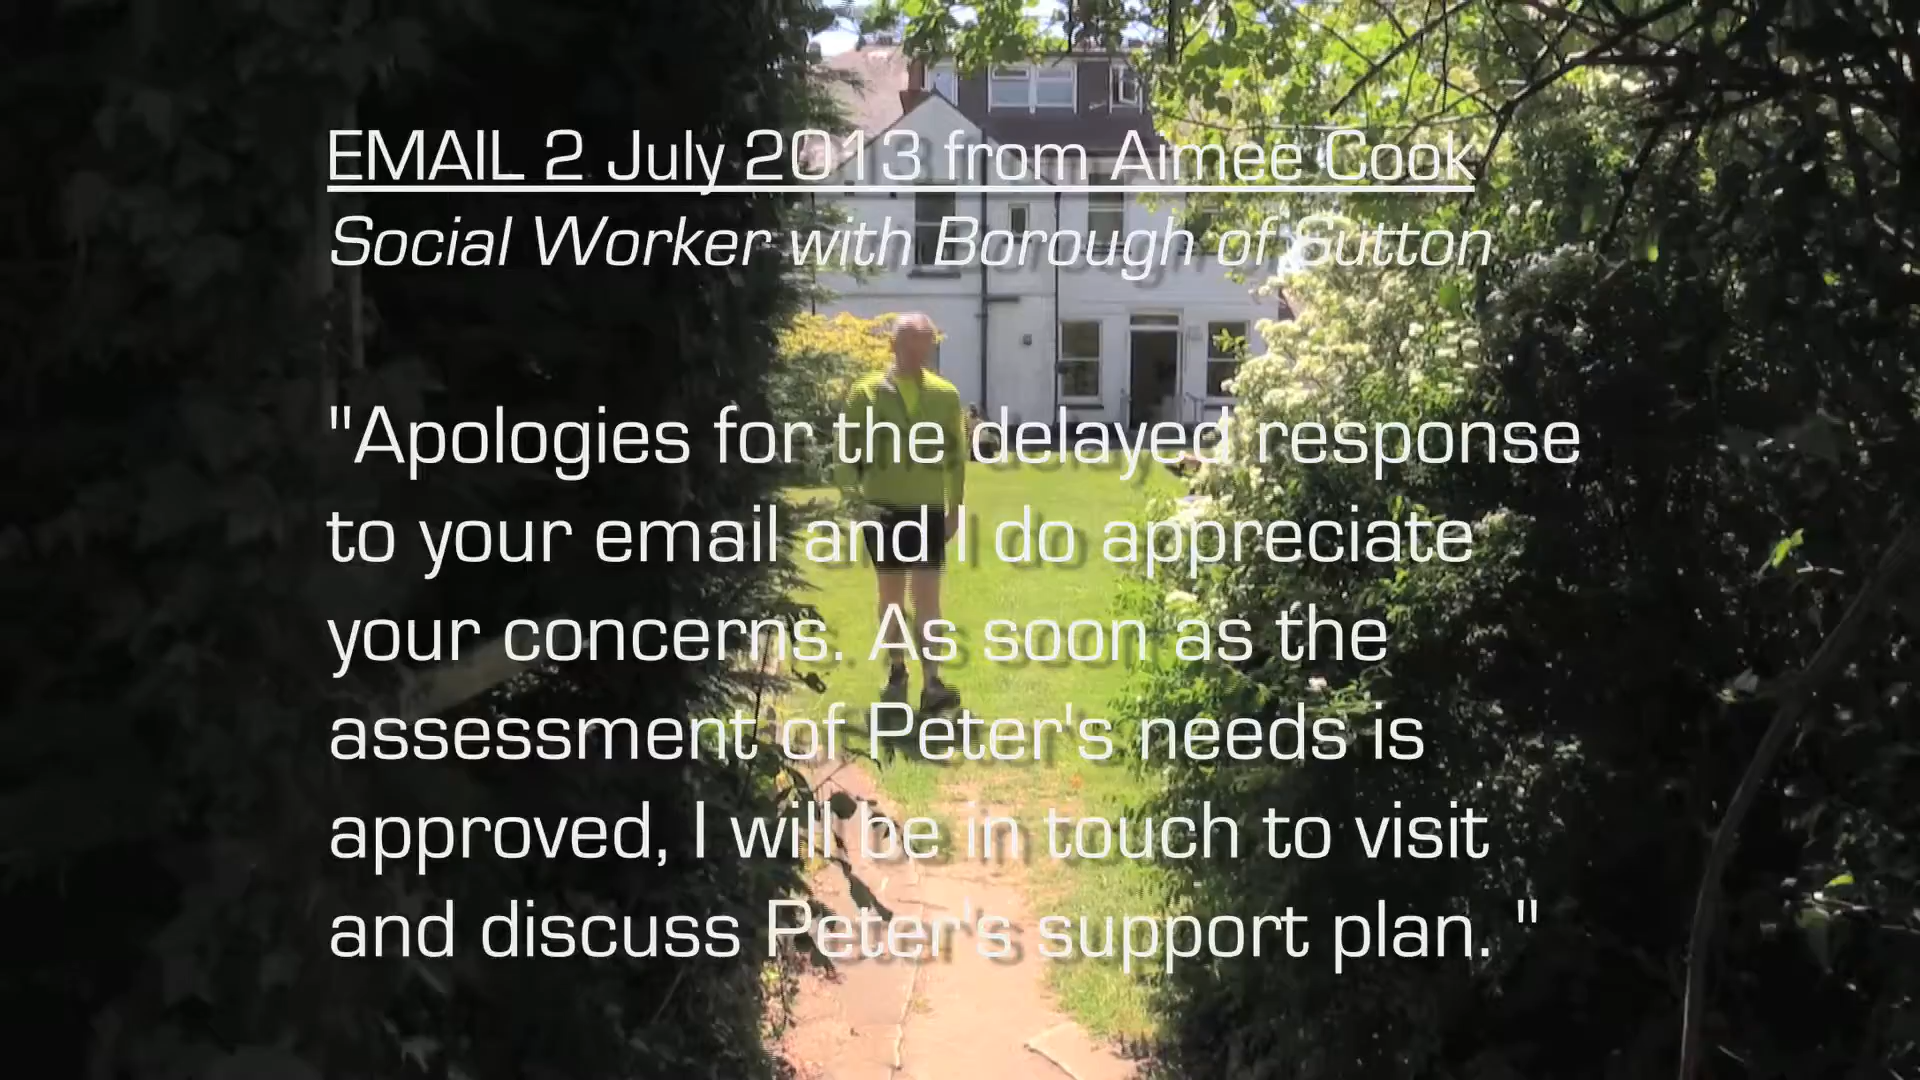 EMAIL 2 July 2013 from Aimee Cook
Social Worker with Borough of Sutton
"Apologies for the delayed response
to your email and I do appreciate
your concerns. As soon as the
assessment of Peter's needs is
approved, I will be in touch to visit
and discuss Peter's support plan. "